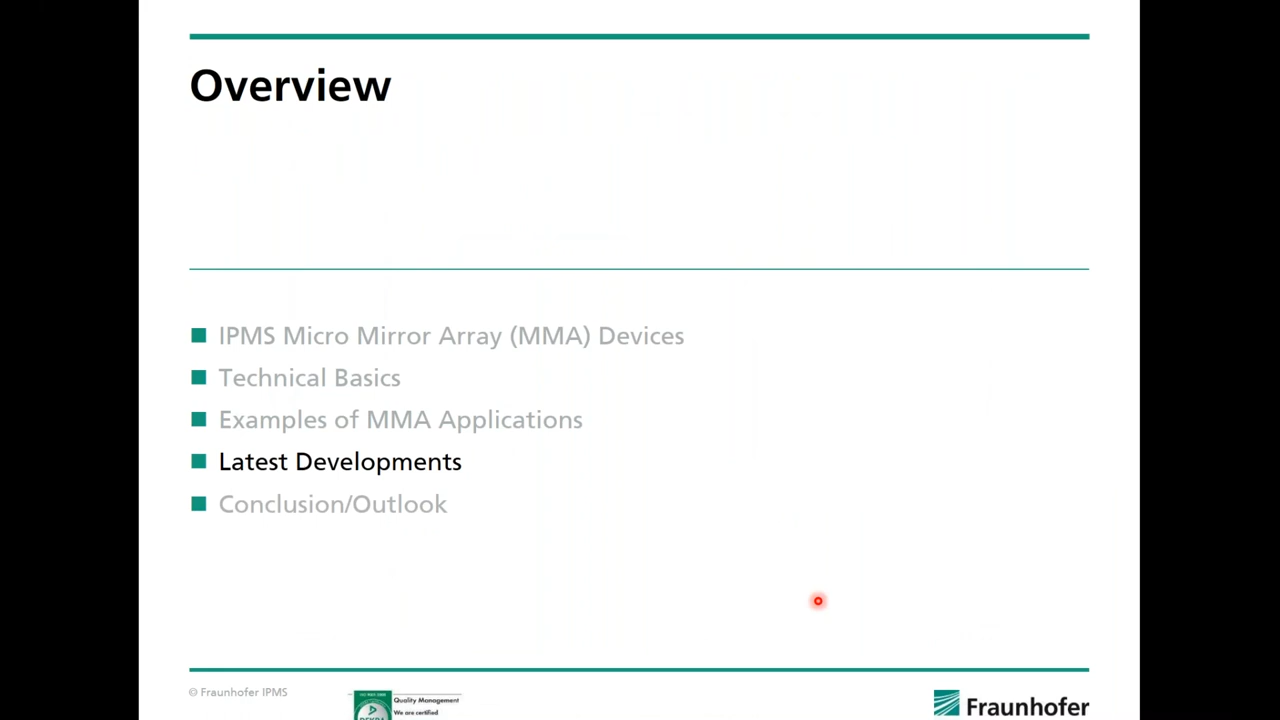 Overview
IPMS Micro Mirror Array (MMA) Devices
Technical Basics
Examples of MMA Applications
Latest Developments
Conclusion/Outlook
© Fraunhofer IPMS
Quality Management
We are certified
Fraunhofer